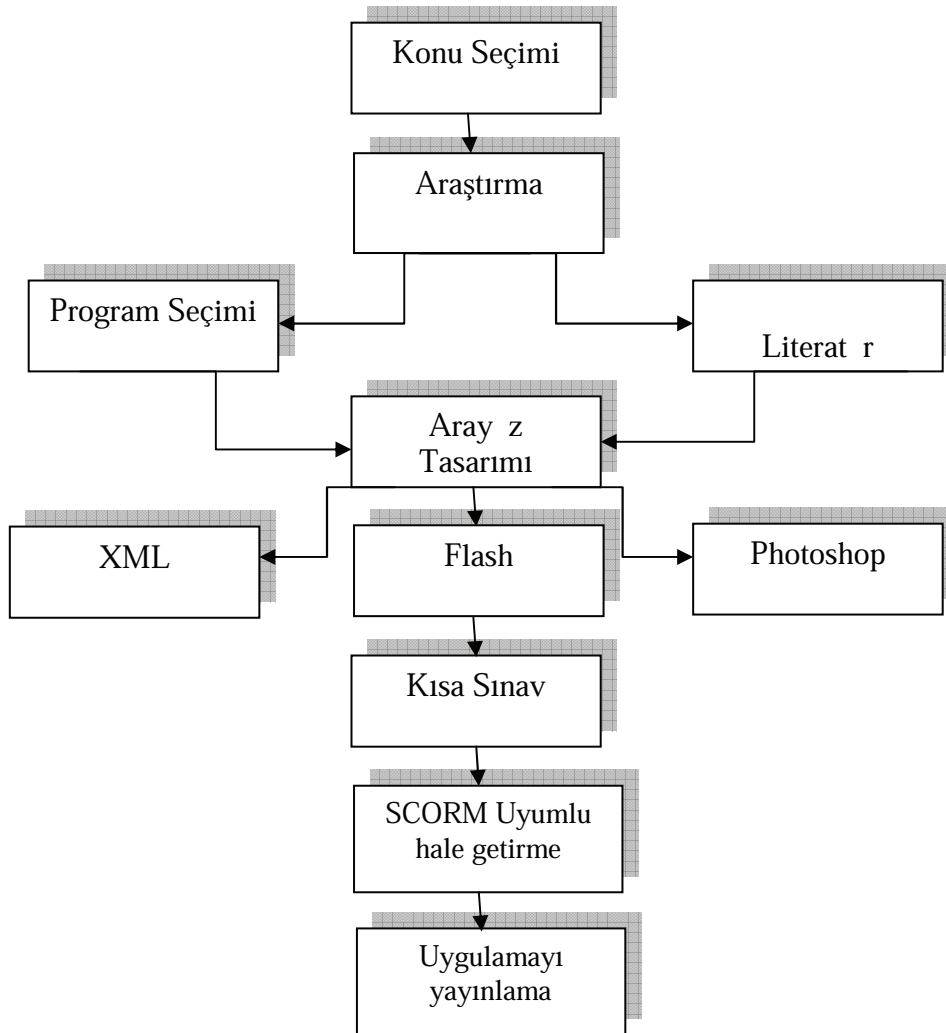 Konu Seçimi
Araştırma
Program Seçimi
Literat r
Aray z
Tasarımı
XML
Flash
Photoshop
Kısa Sınav
SCORM Uyumlu
hale getirme
Uygulamayı
yayınlama